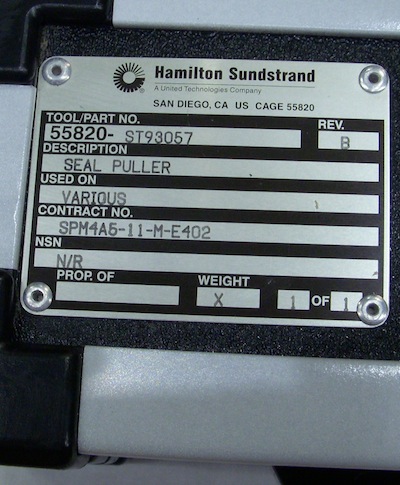 Hamilton Sundstrand
A United Technologies Company
SAN DIEGO, CA US CAGE 55820
TOOL/PART NO. REV.
55820- ST93057 B
DESCRIPTION
SEAL PULLER
USED ON
VARIOUS
CONTRACT NO.
SPM4A5-11-M-E402
NSN
N/R
PROP. OF WEIGHT
X 1 OF 1